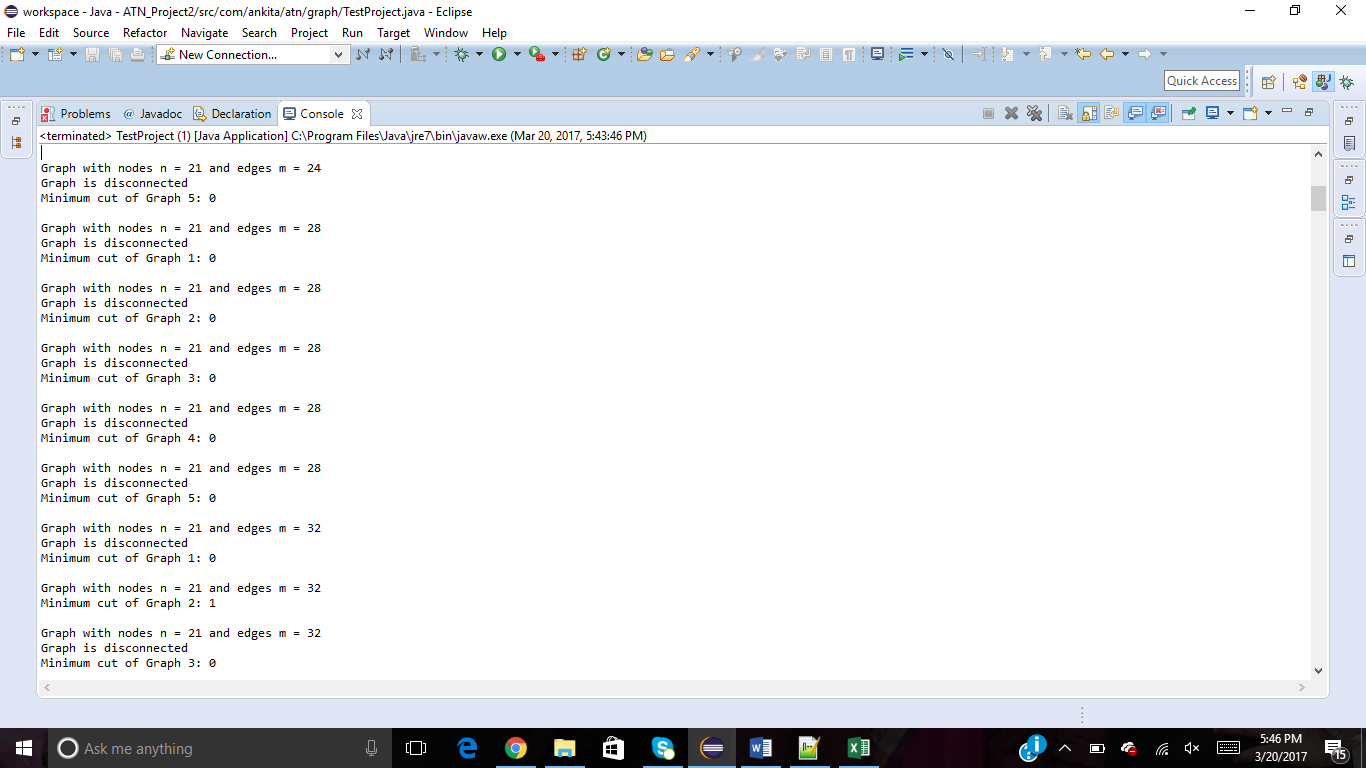 workspace - Java - ATN_Project2/src/com/ankita/atn/graph/TestProject.java - Eclipse
File Edit Source Refactor Navigate Search Project Run Target Window Help
New Connection...
Quick Access
Problems @ Javadoc Declaration Console
<terminated> TestProject (1) [Java Application] C:\Program Files\Java\jre7\bin\javaw.exe (Mar 20, 2017, 5:43:46 PM)
Graph with nodes n = 21 and edges m = 24
Graph is disconnected
Minimum cut of Graph 5: 0
Graph with nodes n = 21 and edges m = 28
Graph is disconnected
Minimum cut of Graph 1: 0
Graph with nodes n = 21 and edges m = 28
Graph is disconnected
Minimum cut of Graph 2: 0
Graph with nodes n = 21 and edges m = 28
Graph is disconnected
Minimum cut of Graph 3: 0
Graph with nodes n = 21 and edges m = 28
Graph is disconnected
Minimum cut of Graph 4: 0
Graph with nodes n = 21 and edges m = 28
Graph is disconnected
Minimum cut of Graph 5: 0
Graph with nodes n = 21 and edges m = 32
Graph is disconnected
Minimum cut of Graph 1: 0
Graph with nodes n = 21 and edges m = 32
Minimum cut of Graph 2: 1
Graph with nodes n = 21 and edges m = 32
Graph is disconnected
Minimum cut of Graph 3: 0
Ask me anything
5:46 PM
3/20/2017
15